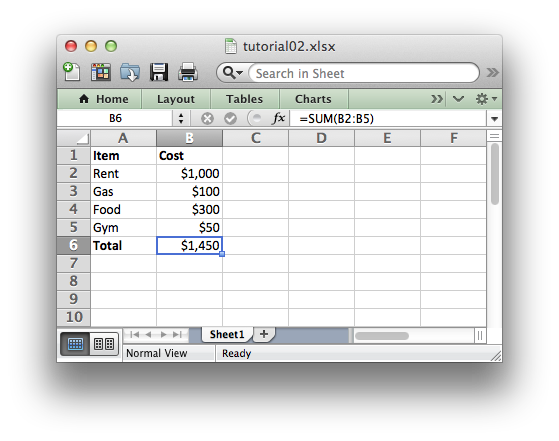 tutorial02.xlsx
Search in Sheet
Home Layout Tables Charts
B6 fx =SUM(B2:B5)
A B C D E F
1 Item Cost
2 Rent $1,000
3 Gas $100
4 Food $300
5 Gym $50
6 Total $1,450
7
8
9
10
Sheet1
Normal View Ready